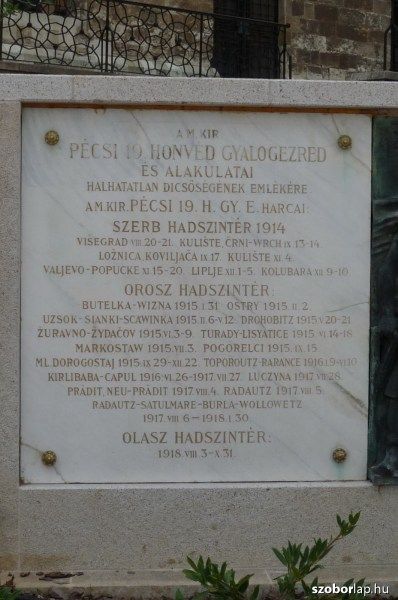 A M. KIR
PÉCSI 19. HONVÉD GYALOGEZRED
ÉS ALAKULATAI
HALHATATLAN DICSŐSÉGÉNEK EMLÉKÉRE
A M. KIR. PÉCSI 19. H. GY. E. HARCAI:
SZERB HADSZINTÉR 1914
VISEGRAD VIII. 20-21. KULIŠTE, ČRNI-WRCH IX. 13-14.
LOŽNICA, KOVILJAČA IX. 17. KULIŠTE XI. 4.
VALJEVO-POPUCKE XI. 15-20. LIPLJE XII. 1-5. KOLUBARA XII. 9-10
OROSZ HADSZINTÉR:
BUTELKA-WIZNA 1915. I. 31. OSTRY 1915. II. 2.
UZSOK-SIANKI-SCAWINKA 1915. II. 6-V. 12. DROHOBITZ 1915. V. 20-21
ŻURAVNO-ŻYDAČOV 1915. VI. 3-9. TURADY-LISYATICE 1915. VI. 14-18.
MARKOSTAW 1915. VII. 3. POGORELCI 1915. IX. 15.
ML. DOROGOSTAJ 1915. IX. 29-XII. 22. TOPOROUTZ-RARANCE 1916. I. 9-VI. 10
KIRLIBABA-CAPUL 1916. VI. 26-1917. VII. 27. LUCZYNA 1917. VII. 28.
PRADIT, NEU-PRADIT 1917. VIII. 4. RADAUTZ 1917. VIII. 5.
RADAUTZ-SATULMARE-BURLA-WOLLOWETZ
1917. VIII. 6-1918. I. 30.
OLASZ HADSZINTÉR:
1918. VIII. 3-X. 31.
szoborlap.hu